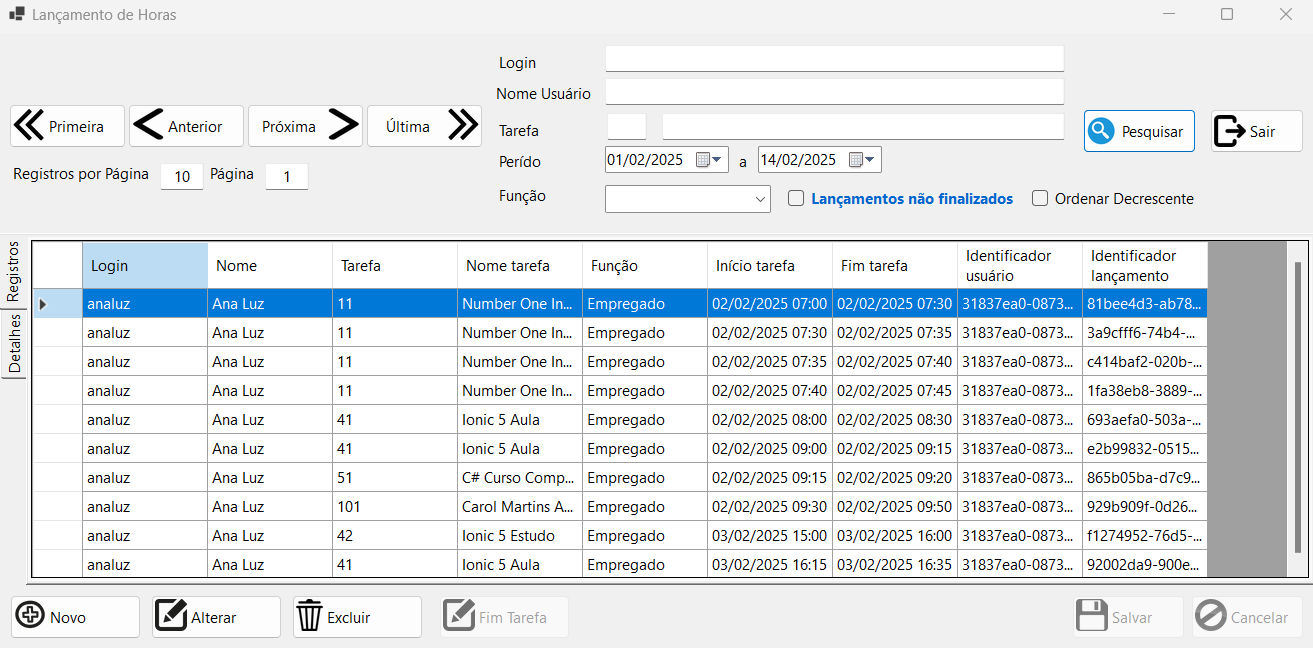 Lançamento de Horas
Login
Nome Usuário
Primeira Anterior Próxima Última
Tarefa
Pesquisar Sair
Perído 01/02/2025 a 14/02/2025
Registros por Página 10 Página 1
Função Lançamentos não finalizados Ordenar Decrescente
Registros
Detalhes
Login Nome Tarefa Nome tarefa Função Início tarefa Fim tarefa Identificador usuário Identificador lançamento
analuz Ana Luz 11 Number One In... Empregado 02/02/2025 07:00 02/02/2025 07:30 31837ea0-0873... 81bee4d3-ab78...
analuz Ana Luz 11 Number One In... Empregado 02/02/2025 07:30 02/02/2025 07:35 31837ea0-0873... 3a9cfff6-74b4-...
analuz Ana Luz 11 Number One In... Empregado 02/02/2025 07:35 02/02/2025 07:40 31837ea0-0873... c414baf2-020b-...
analuz Ana Luz 11 Number One In... Empregado 02/02/2025 07:40 02/02/2025 07:45 31837ea0-0873... 1fa38eb8-3889-...
analuz Ana Luz 41 Ionic 5 Aula Empregado 02/02/2025 08:00 02/02/2025 08:30 31837ea0-0873... 693aefa0-503a-...
analuz Ana Luz 41 Ionic 5 Aula Empregado 02/02/2025 09:00 02/02/2025 09:15 31837ea0-0873... e2b99832-0515...
analuz Ana Luz 51 C# Curso Comp... Empregado 02/02/2025 09:15 02/02/2025 09:20 31837ea0-0873... 865b05ba-d7c9...
analuz Ana Luz 101 Carol Martins A... Empregado 02/02/2025 09:30 02/02/2025 09:50 31837ea0-0873... 929b909f-0d26...
analuz Ana Luz 42 Ionic 5 Estudo Empregado 03/02/2025 15:00 03/02/2025 16:00 31837ea0-0873... f1274952-76d5-...
analuz Ana Luz 41 Ionic 5 Aula Empregado 03/02/2025 16:15 03/02/2025 16:35 31837ea0-0873... 92002da9-900e...
Novo Alterar Excluir Fim Tarefa Salvar Cancelar